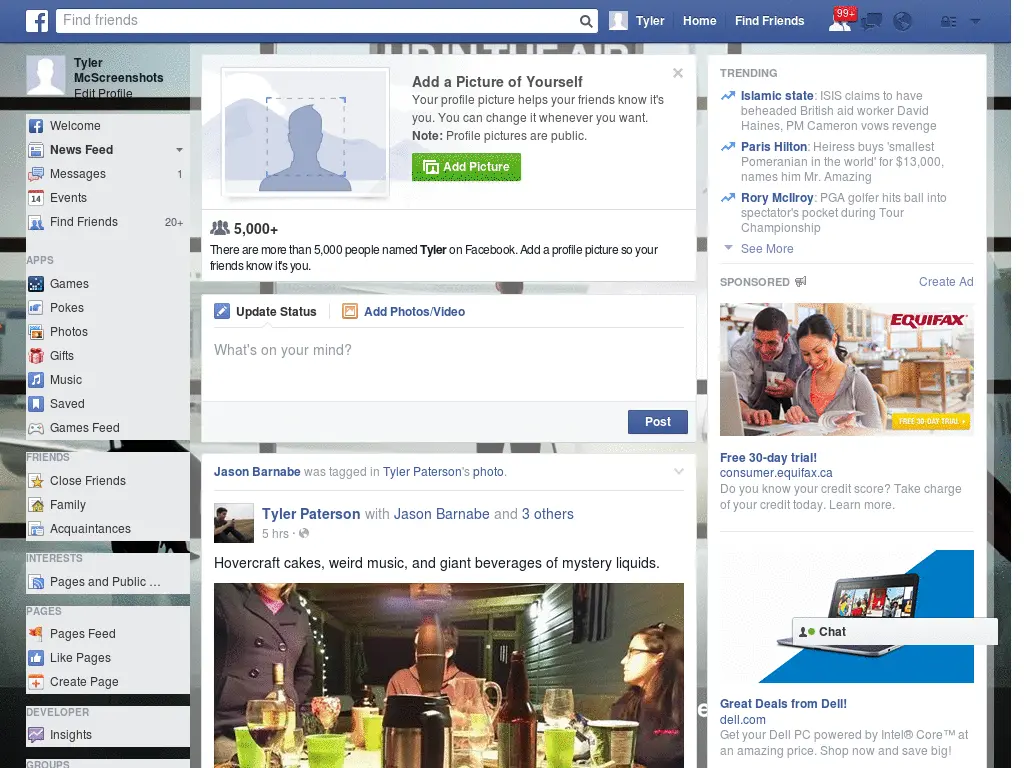 Find friends
Tyler
Home
Find Friends
99+
Tyler
McScreenshots
Edit Profile
Welcome
News Feed
Messages 1
14 Events
Find Friends 20+
APPS
Games
Pokes
Photos
Gifts
Music
Saved
Games Feed
FRIENDS
Close Friends
Family
Acquaintances
INTERESTS
Pages and Public ...
PAGES
Pages Feed
Like Pages
Create Page
DEVELOPER
Insights
GROUPS
UP IN THE AIR
Add a Picture of Yourself
Your profile picture helps your friends know it's
you. You can change it whenever you want.
Note: Profile pictures are public.
Add Picture
5,000+
There are more than 5,000 people named Tyler on Facebook. Add a profile picture so your
friends know it's you.
Update Status
Add Photos/Video
What's on your mind?
Post
Jason Barnabe was tagged in Tyler Paterson's photo.
Tyler Paterson with Jason Barnabe and 3 others
5 hrs ·
Hovercraft cakes, weird music, and giant beverages of mystery liquids.
TRENDING
Islamic state: ISIS claims to have
beheaded British aid worker David
Haines, PM Cameron vows revenge
Paris Hilton: Heiress buys 'smallest
Pomeranian in the world' for $13,000,
names him Mr. Amazing
Rory McIlroy: PGA golfer hits ball into
spectator's pocket during Tour
Championship
See More
SPONSORED
Create Ad
EQUIFAX
FREE 30-DAY TRIAL
Free 30-day trial!
consumer.equifax.ca
Do you know your credit score? Take charge
of your credit today. Learn more.
Chat
Great Deals from Dell!
dell.com
Get your Dell PC powered by Intel® Core™ at
an amazing price. Shop now and save big!